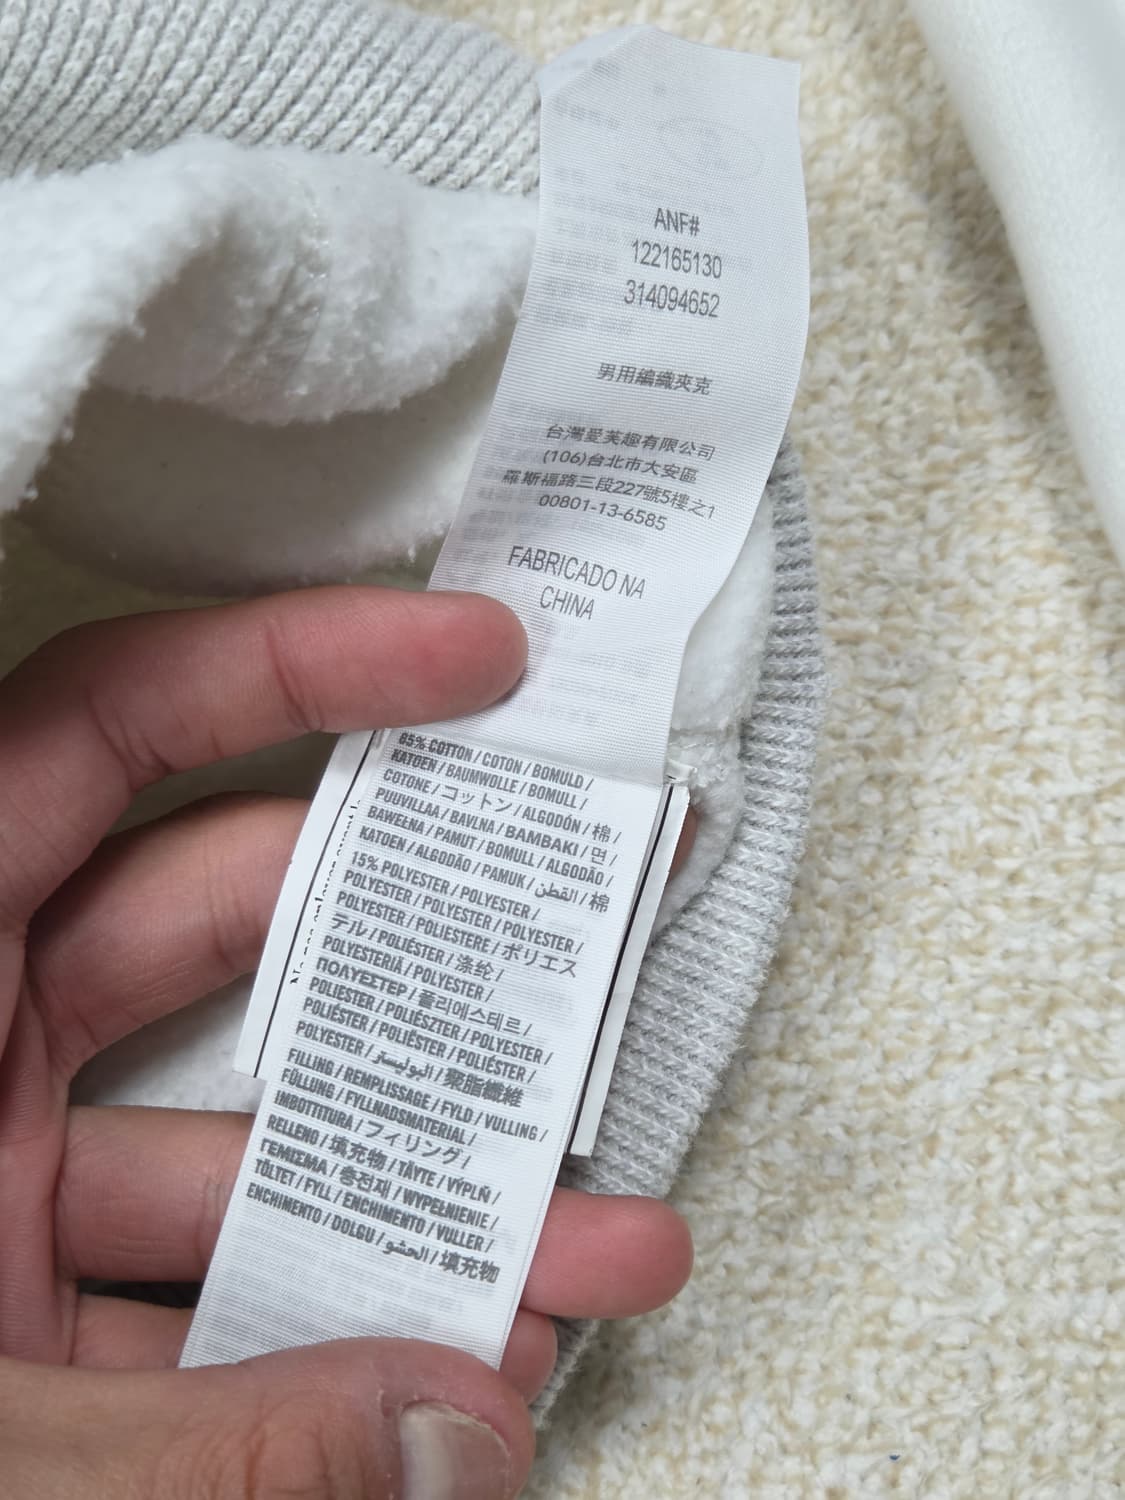 ANF#
122165130
314094652
男用編織夾克
台灣愛芙趣有限公司
(106)台北市大安區
羅斯福路三段227號5樓之1
00801-13-6585
FABRICADO NA
CHINA
85% COTTON / COTON / BOMULD /
KATOEN / BAUMWOLLE / BOMULL /
COTONE / コットン / ALGODÓN / 棉 /
PUUVILLAA / BAVLNA / ΒΑΜΒΑΚΙ / 면 /
BAWEŁNA / PAMUT / BOMULL / ALGODÃO /
KATOEN / ALGODÃO / PAMUK / القطن / 棉
15% POLYESTER / POLYESTER /
POLYESTER / POLYESTER / POLYESTER /
POLYESTER / POLIESTERE / ポリエス
テル / POLIÉSTER / 涤纶 /
POLYESTERIÄ / POLYESTER /
ΠΟΛΥΕΣΤΕΡ / 폴리에스테르 /
POLIESTER / POLIÉSZTER / POLYESTER /
POLIÉSTER / POLIÉSTER / POLIÉSTER /
POLYESTER / البوليستر / 聚脂纖維
FILLING / REMPLISSAGE / FYLD / VULLING /
FÜLLUNG / FYLLNADSMATERIAL /
IMBOTTITURA / フィリング /
RELLENO / 填充物 / TÄYTE / VÝPLŇ /
ΓΕΜΙΣΜΑ / 충전재 / WYPEŁNIENIE /
TÖLTET / FYLL / ENCHIMENTO / VULLER /
ENCHIMENTO / DOLGU / الحشو / 填充物